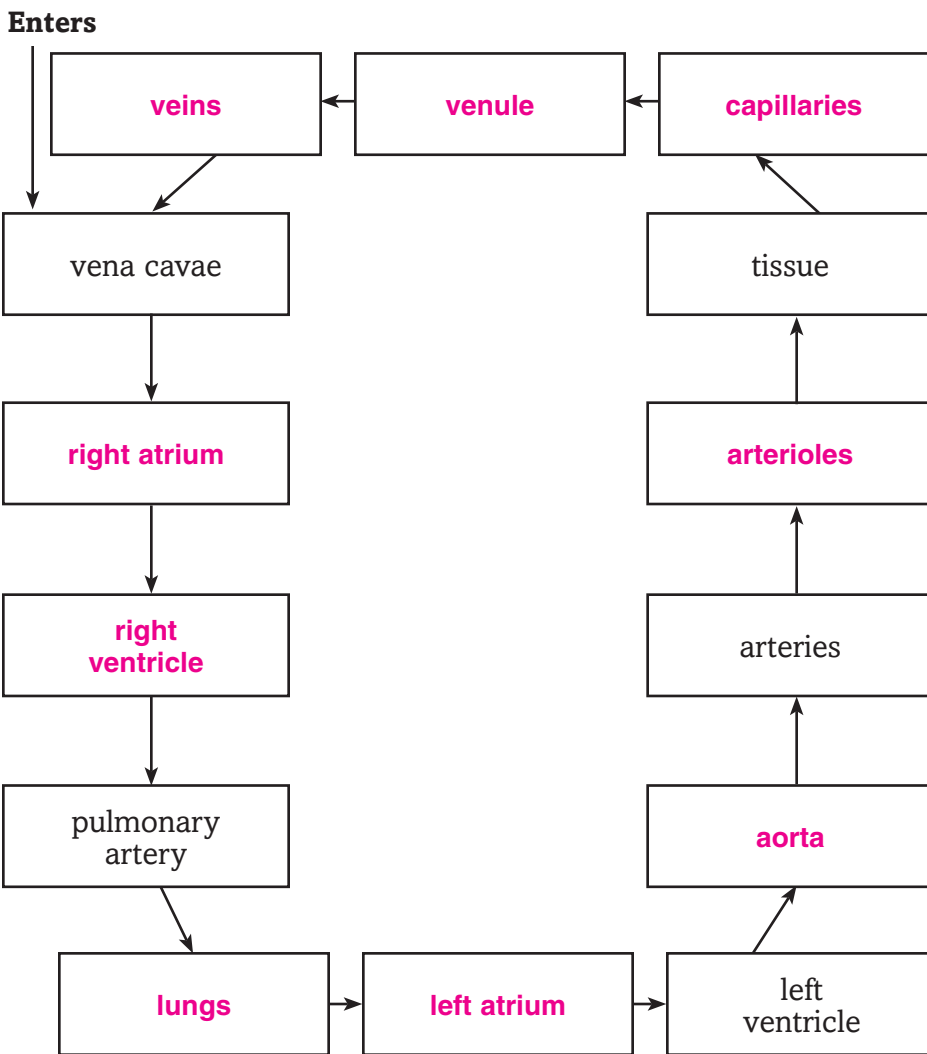 Enters
veins
venule
capillaries
vena cavae
tissue
right atrium
arterioles
right
ventricle
arteries
pulmonary
artery
aorta
lungs
left atrium
left
ventricle